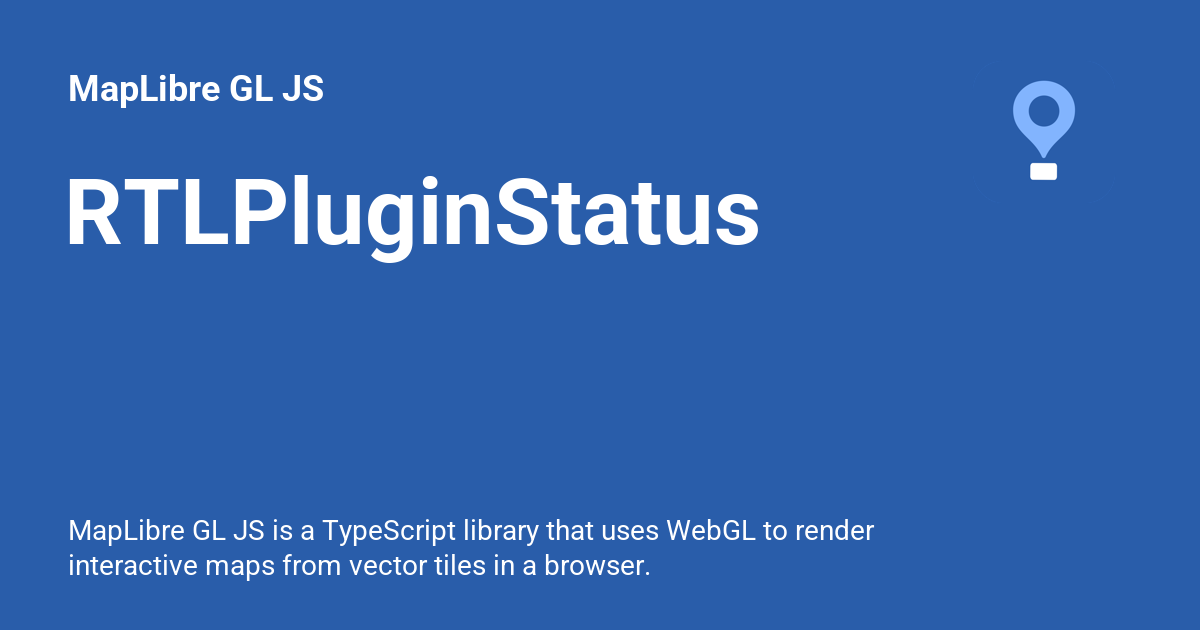 MapLibre GL JS
RTLPluginStatus
MapLibre GL JS is a TypeScript library that uses WebGL to render
interactive maps from vector tiles in a browser.